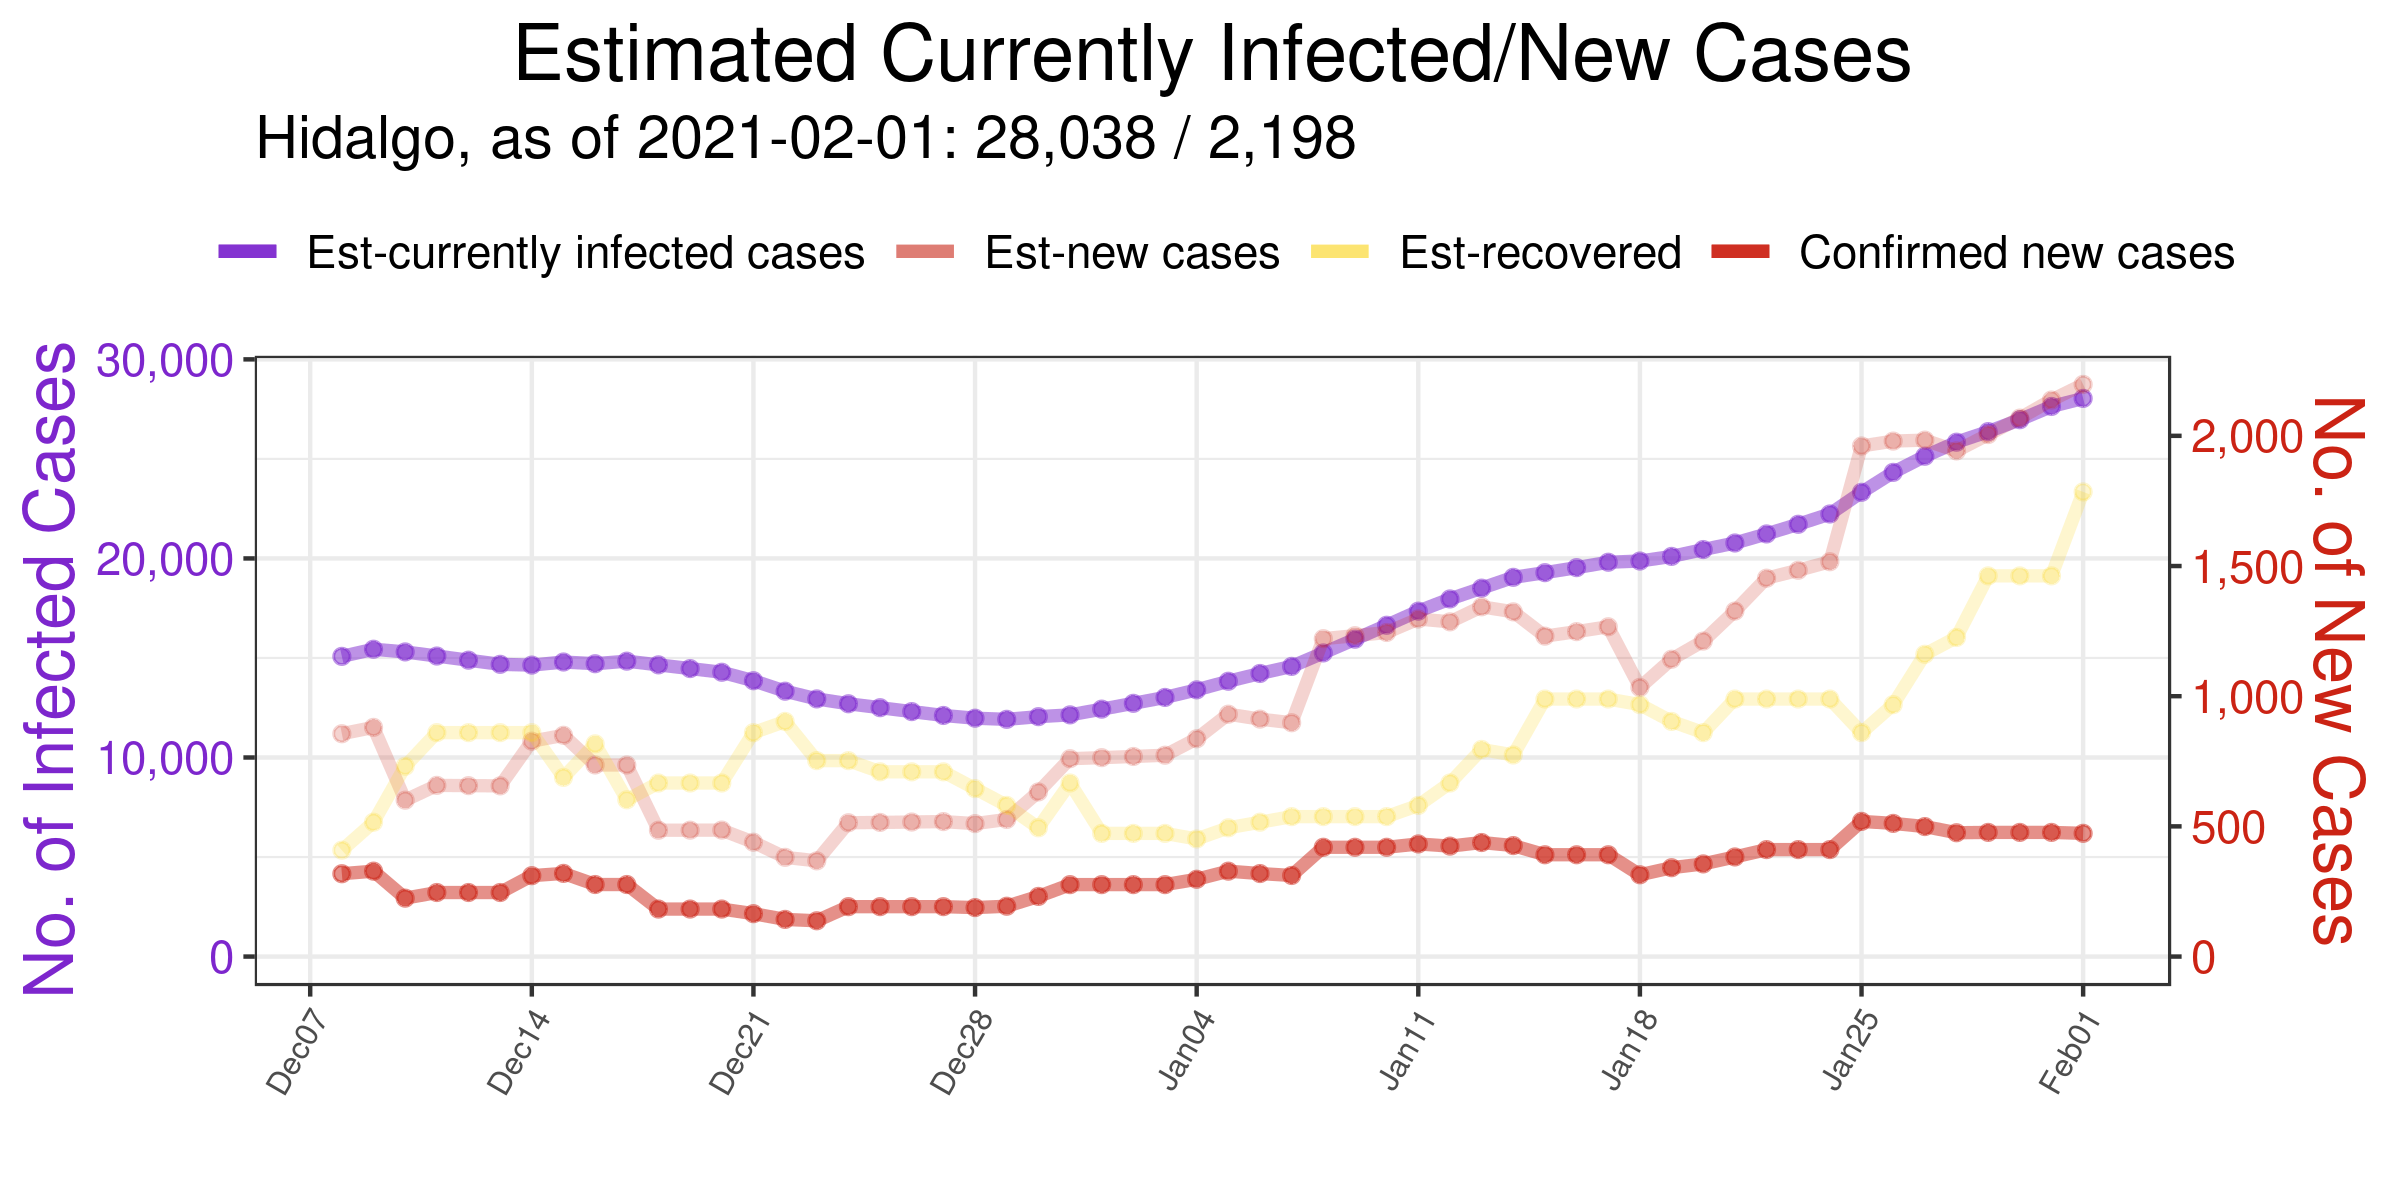 Estimated Currently Infected/New Cases
Hidalgo, as of 2021-02-01: 28,038 / 2,198
Est-currently infected cases Est-new cases Est-recovered Confirmed new cases
No. of Infected Cases
30,000
20,000
10,000
0
2,000
1,500
1,000
500
0
No. of New Cases
Dec07 Dec14 Dec21 Dec28 Jan04 Jan11 Jan18 Jan25 Feb01